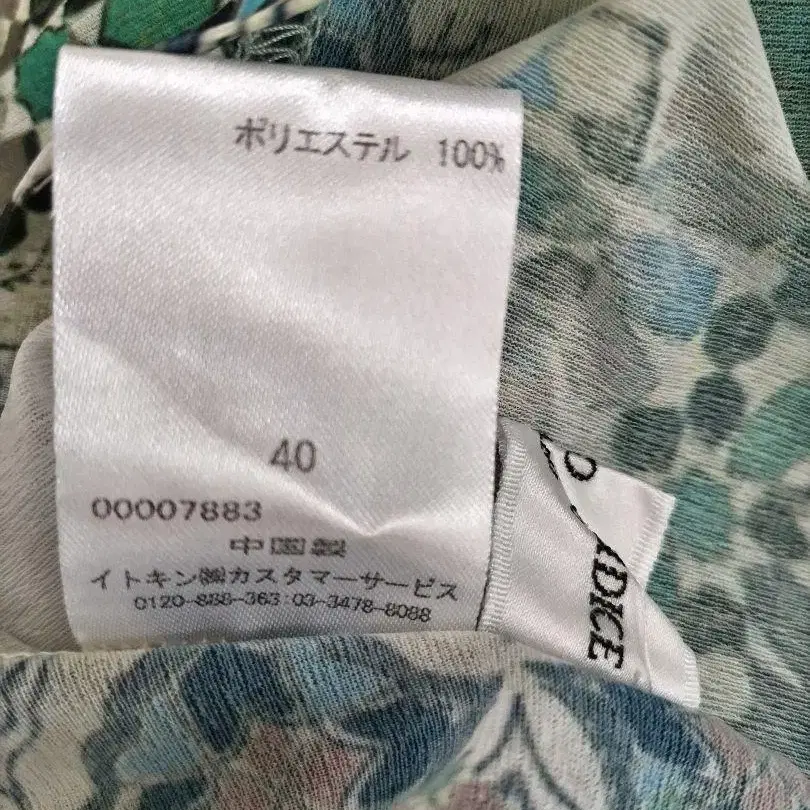 ポリエステル 100%
40
00007883
中国製
イトキン㈱カスタマーサービス
0120-888-363:03-3478-8088